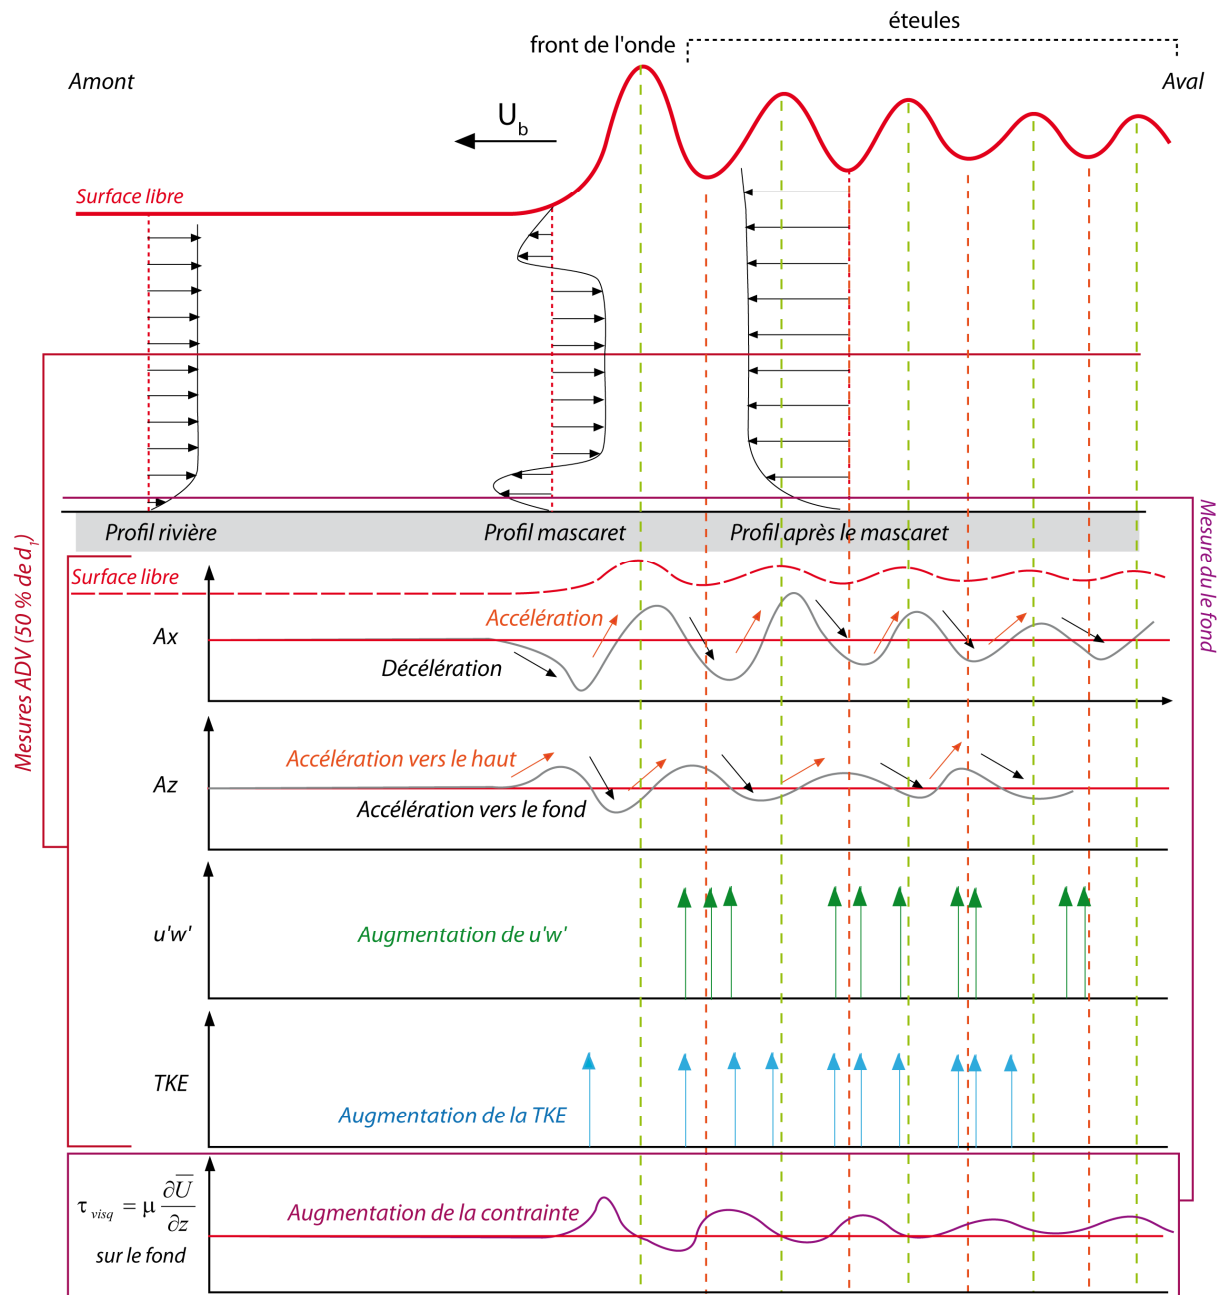 éteules
front de l'onde
Amont
Aval
U_b
Surface libre
Profil rivière
Profil mascaret
Profil après le mascaret
Mesures ADV (50 % de d_1)
Mesure du le fond
Surface libre
Ax
Accélération
Décélération
Az
Accélération vers le haut
Accélération vers le fond
u'w'
Augmentation de u'w'
TKE
Augmentation de la TKE
τ_visq = μ ∂U̅/∂z
sur le fond
Augmentation de la contrainte